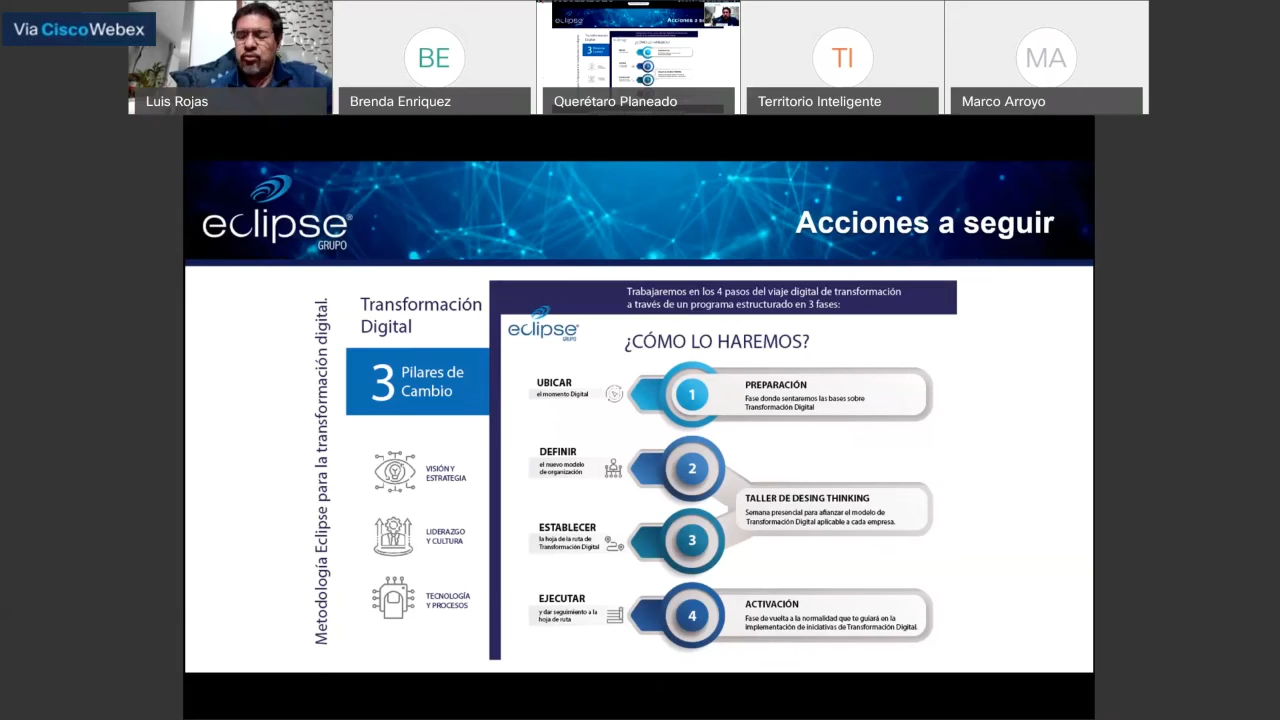 Via Cisco Webex
Luis Rojas
BE
Brenda Enriquez
Querétaro Planeado
TI
Territorio Inteligente
MA
Marco Arroyo
eclipse®
GRUPO
Acciones a seguir
Metodología Eclipse para la transformación digital.
Transformación
Digital
3 Pilares de
Cambio
VISIÓN Y
ESTRATEGIA
LIDERAZGO
Y CULTURA
TECNOLOGÍA
Y PROCESOS
Trabajaremos en los 4 pasos del viaje digital de transformación
a través de un programa estructurado en 3 fases:
eclipse®
GRUPO
¿CÓMO LO HAREMOS?
UBICAR
el momento Digital
1
PREPARACIÓN
Fase donde sentaremos las bases sobre
Transformación Digital
DEFINIR
el nuevo modelo
de organización
2
TALLER DE DESING THINKING
Semana presencial para afianzar el modelo de
Transformación Digital aplicable a cada empresa.
ESTABLECER
la hoja de la ruta de
Transformación Digital
3
EJECUTAR
y dar seguimiento a la
hoja de ruta
4
ACTIVACIÓN
Fase de vuelta a la normalidad que te guiará en la
implementación de iniciativas de Transformación Digital.